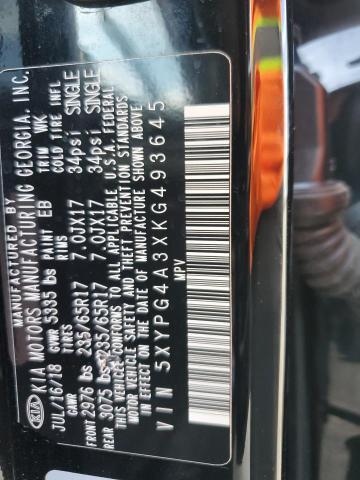 MANUFACTURED BY
KIA KIA MOTORS MANUFACTURING GEORGIA, INC.
JUL/16/18 GVWR 5335 lbs PAINT EB TRIM WK
GAWR TIRES RIMS COLD TIRE INFL
FRONT 2976 lbs 235/65R17 7.0JX17 34psi SINGLE
REAR 3075 lbs 235/65R17 7.0JX17 34psi SINGLE
THIS VEHICLE CONFORMS TO ALL APPLICABLE U.S.A. FEDERAL
MOTOR VEHICLE SAFETY AND THEFT PREVENTION STANDARDS
IN EFFECT ON THE DATE OF MANUFACTURE SHOWN ABOVE.
VIN 5XYPG4A3XKG493645
MPV